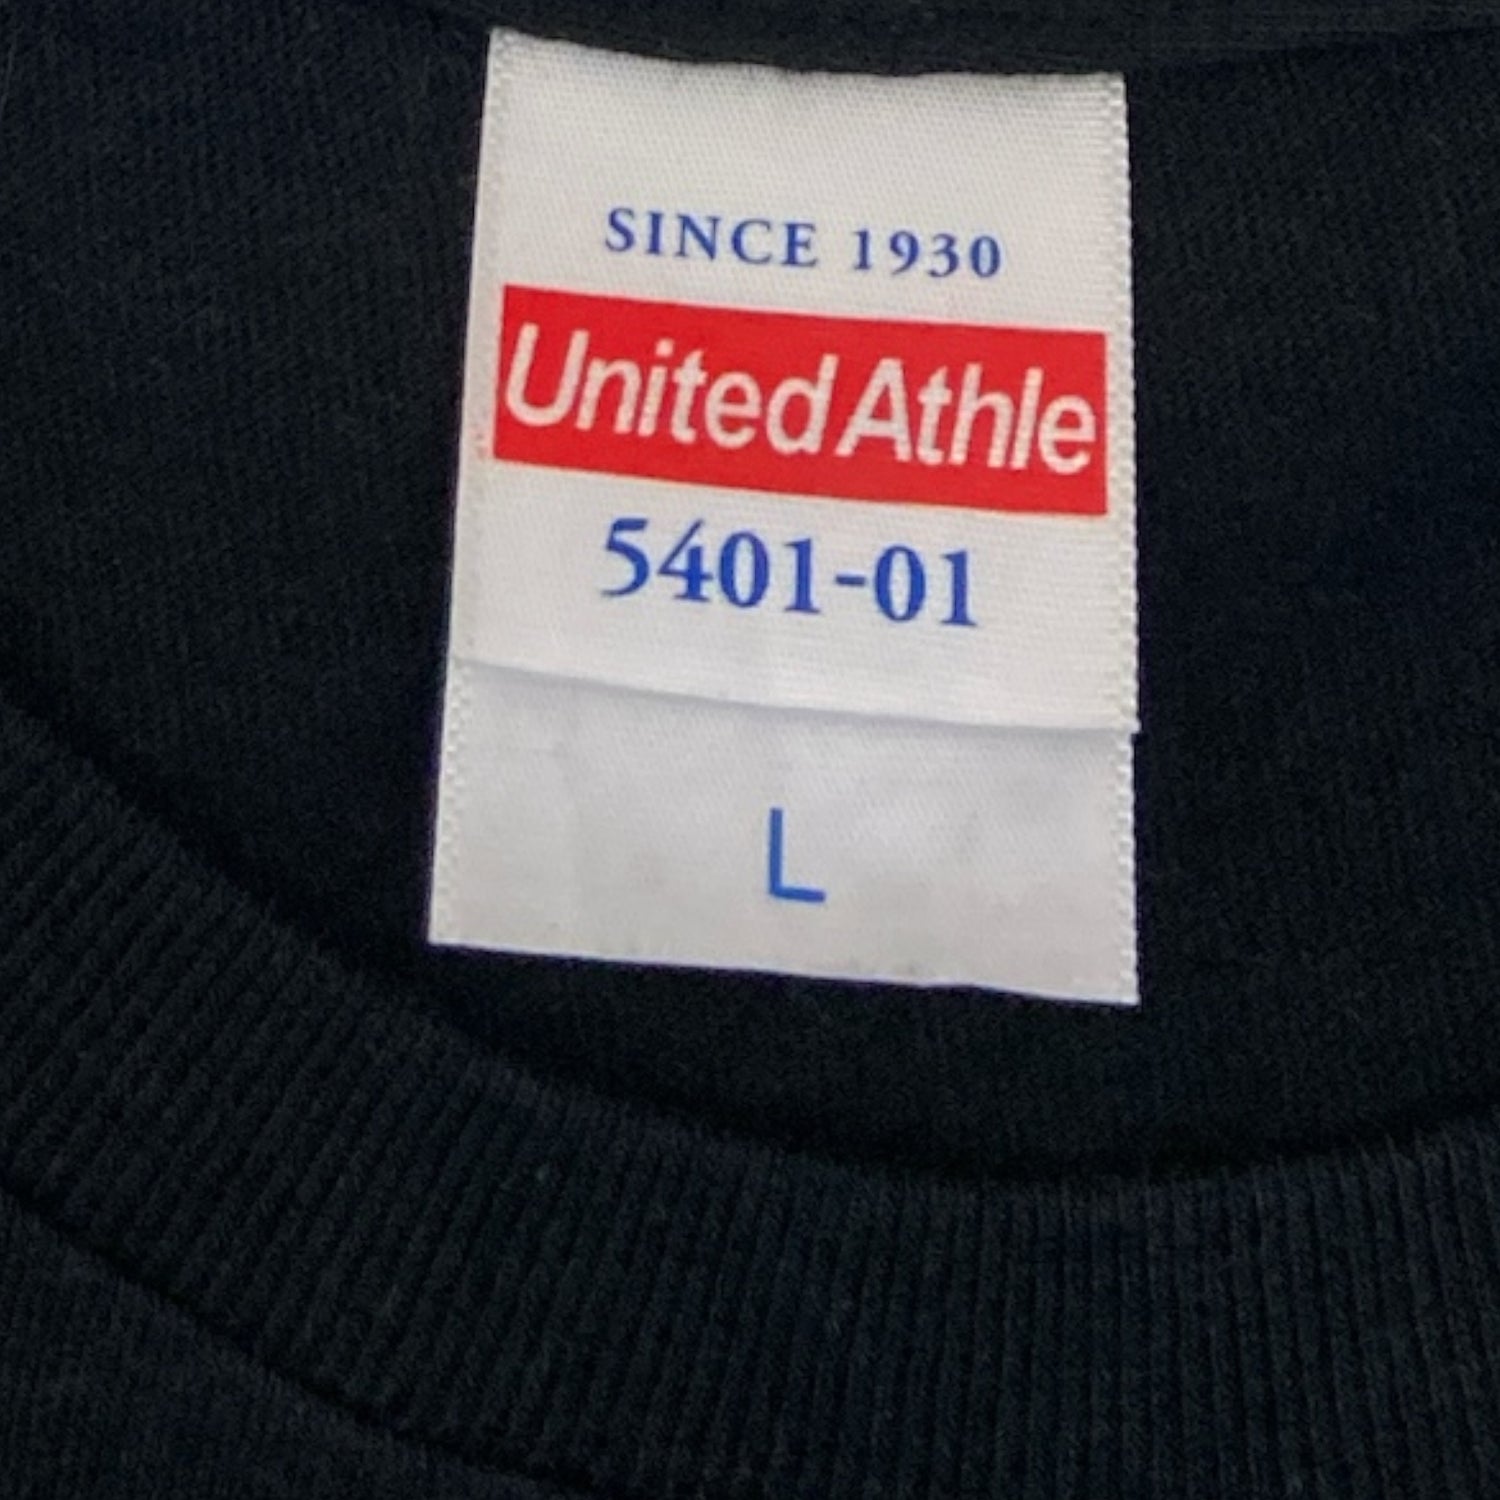 SINCE 1930
United Athle
5401-01
L